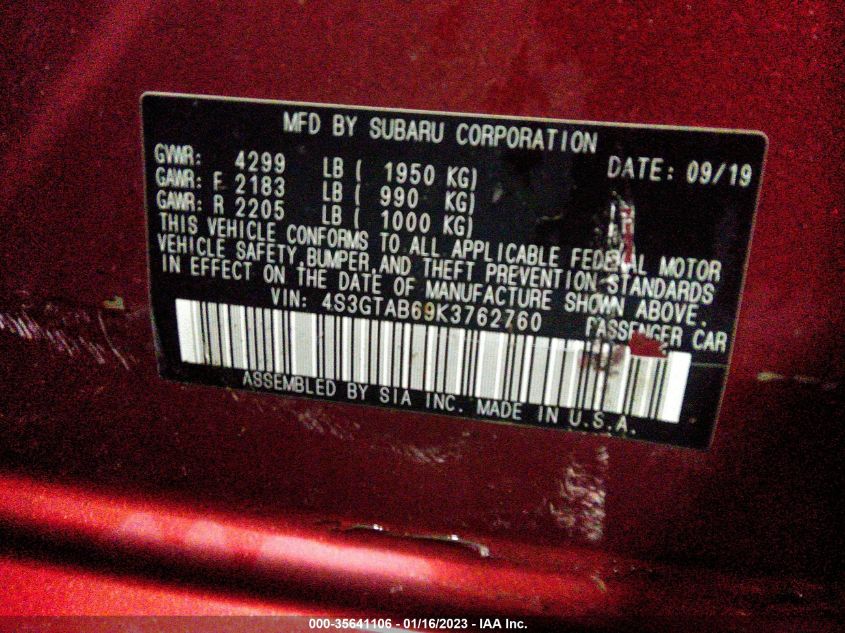 MFD BY SUBARU CORPORATION
GVWR: 4299 LB ( 1950 KG) DATE: 09/19
GAWR: F 2183 LB ( 990 KG)
GAWR: R 2205 LB ( 1000 KG)
THIS VEHICLE CONFORMS TO ALL APPLICABLE FEDERAL MOTOR
VEHICLE SAFETY,BUMPER,AND THEFT PREVENTION STANDARDS
IN EFFECT ON THE DATE OF MANUFACTURE SHOWN ABOVE.
VIN: 4S3GTAB69K3762760 PASSENGER CAR
ASSEMBLED BY SIA INC. MADE IN U.S.A.
000-35641106 - 01/16/2023 - IAA Inc.